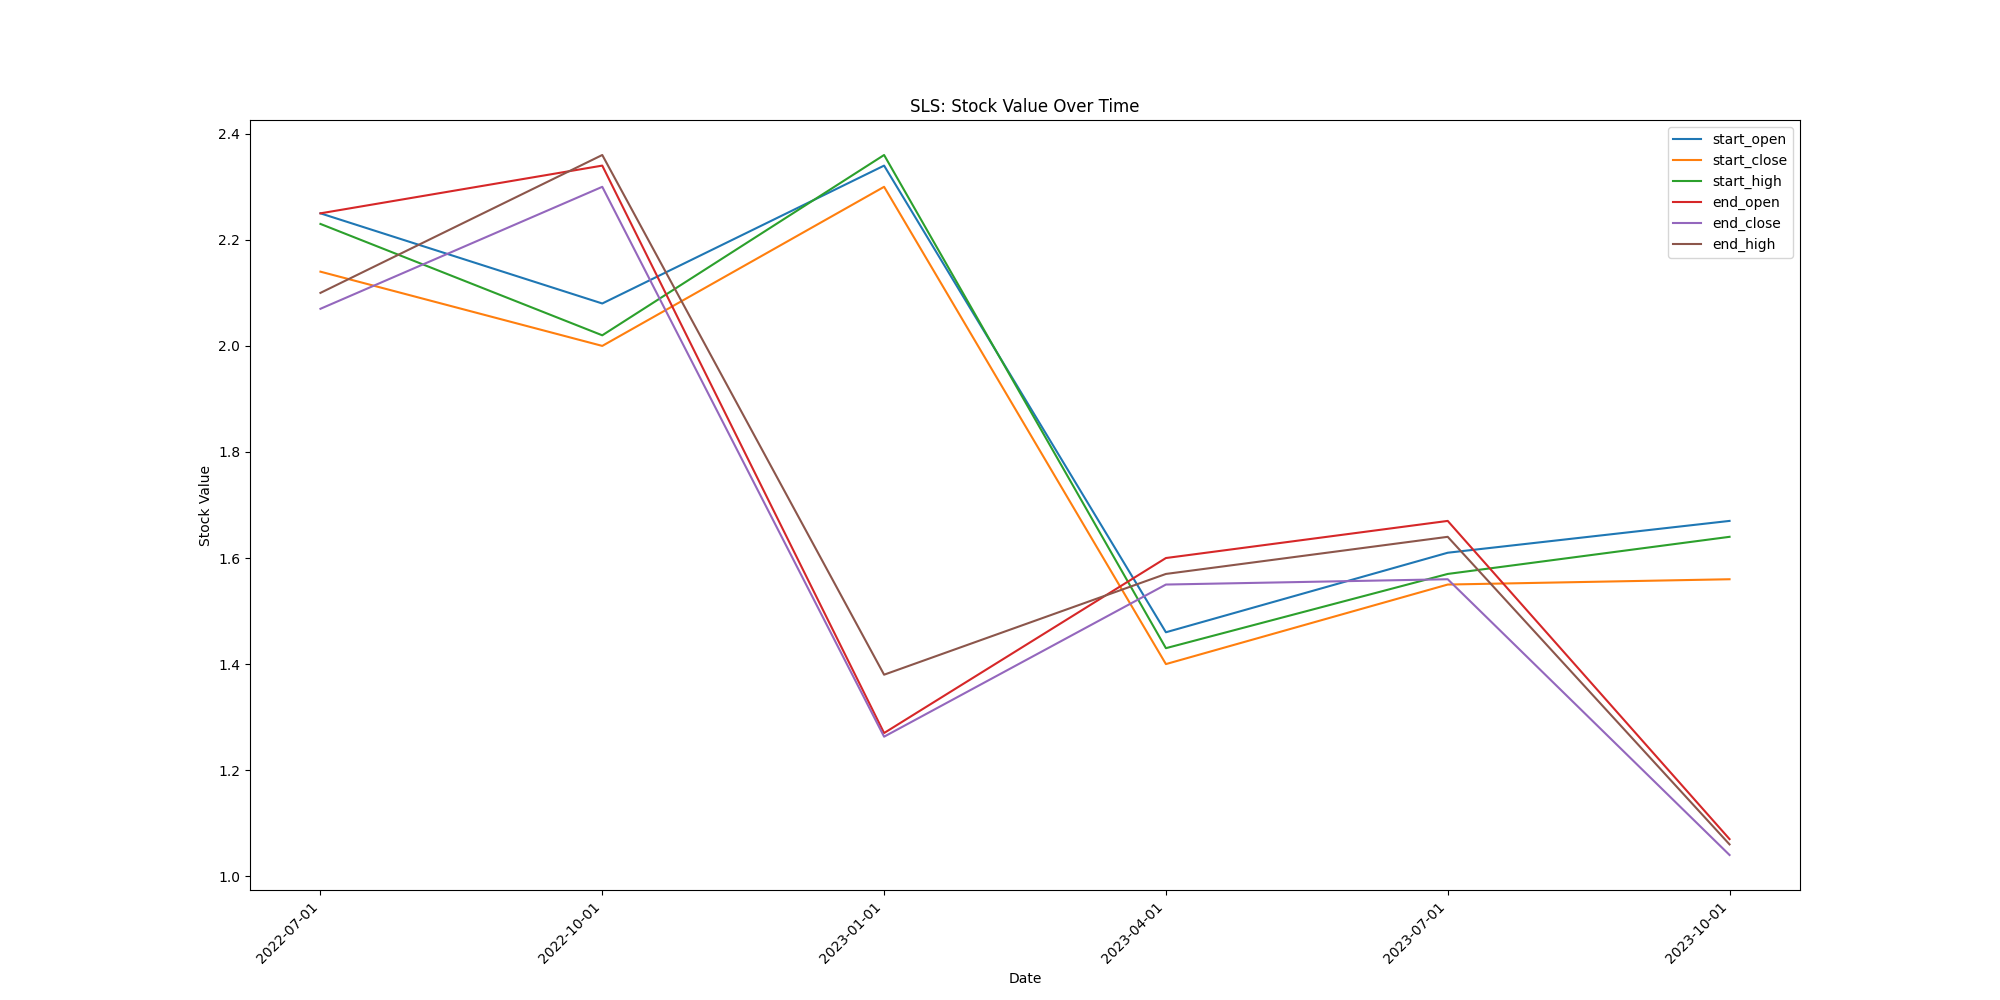 SLS: Stock Value Over Time
2.4
2.2
2.0
1.8
1.6
1.4
1.2
1.0
Stock Value
start_open
start_close
start_high
end_open
end_close
end_high
2022-07-01
2022-10-01
2023-01-01
2023-04-01
2023-07-01
2023-10-01
Date